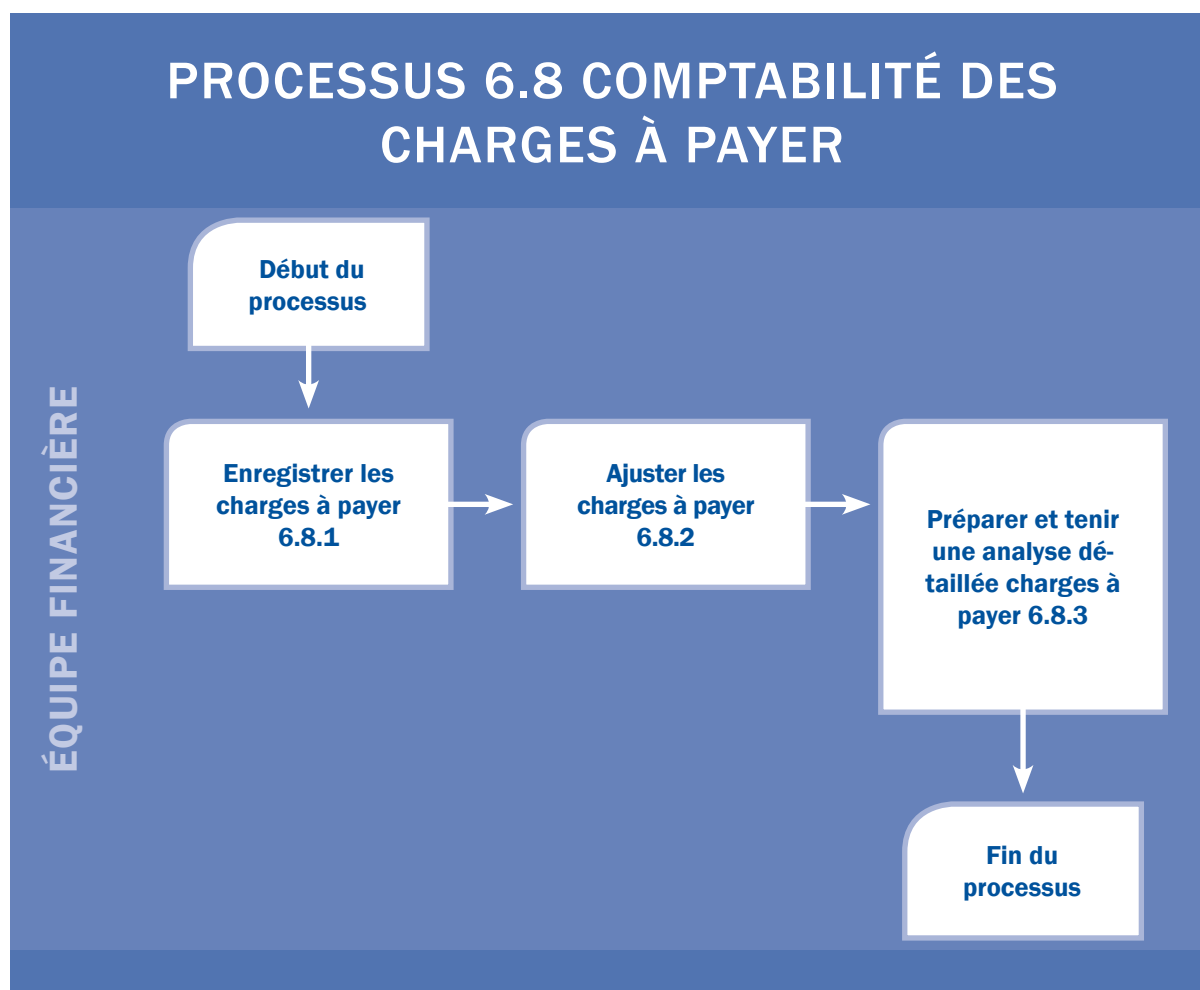 PROCESSUS 6.8 COMPTABILITÉ DES
CHARGES À PAYER
ÉQUIPE FINANCIÈRE
Début du
processus
Enregistrer les
charges à payer
6.8.1
Ajuster les
charges à payer
6.8.2
Préparer et tenir
une analyse dé-
taillée charges à
payer 6.8.3
Fin du
processus